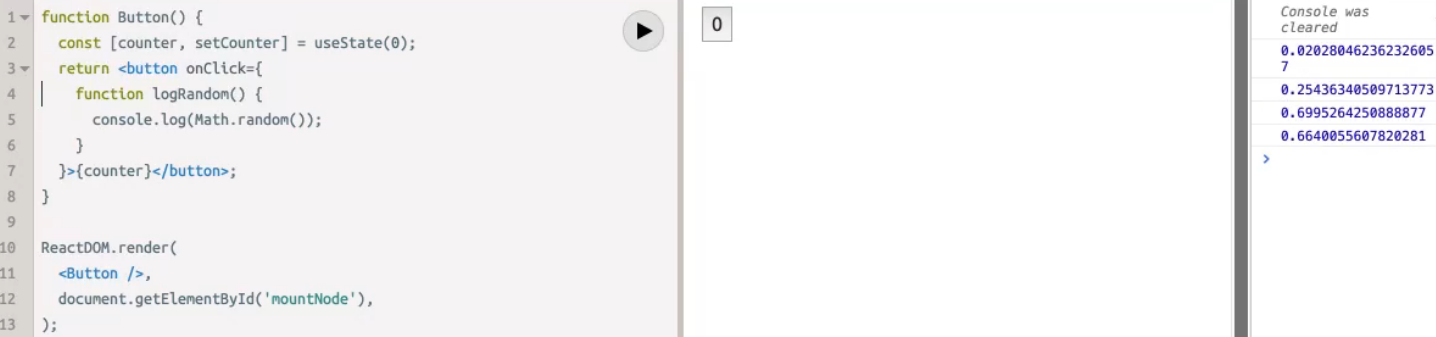 1 function Button() {
2 const [counter, setCounter] = useState(0);
3 return <button onClick={
4 function logRandom() {
5 console.log(Math.random());
6 }
7 }>{counter}</button>;
8 }
9
10 ReactDOM.render(
11 <Button />,
12 document.getElementById('mountNode'),
13 );
0
Console was
cleared
0.02028046236232605
7
0.25436340509713773
0.6995264250888877
0.6640055607820281
>